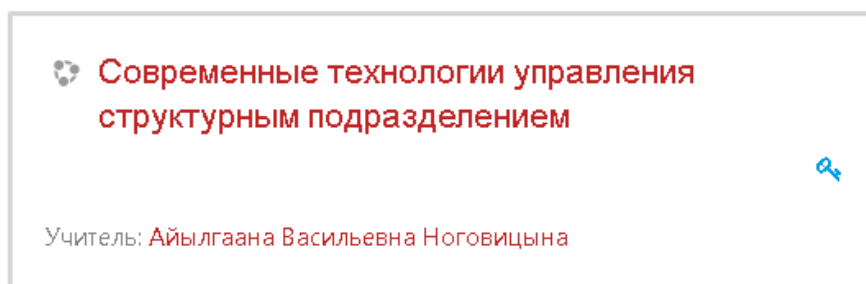 Современные технологии управления
структурным подразделением
Учитель: Айылгаана Васильевна Ноговицына